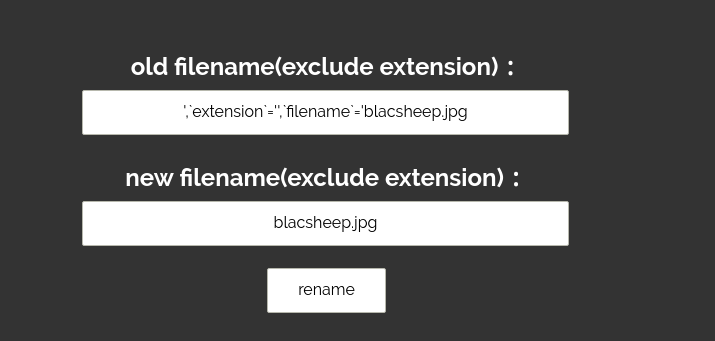 old filename(exclude extension)：
',`extension`='',`filename`='blacsheep.jpg
new filename(exclude extension)：
blacsheep.jpg
rename